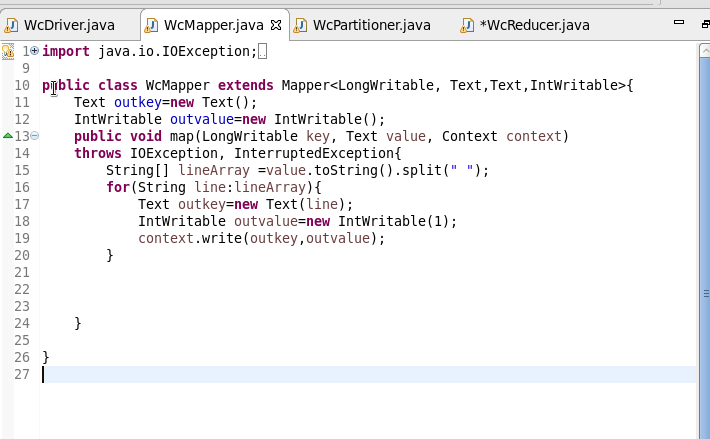 WcDriver.java WcMapper.java WcPartitioner.java *WcReducer.java
1 import java.io.IOException;
9
10 public class WcMapper extends Mapper<LongWritable, Text,Text,IntWritable>{
11 Text outkey=new Text();
12 IntWritable outvalue=new IntWritable();
13 public void map(LongWritable key, Text value, Context context)
14 throws IOException, InterruptedException{
15 String[] lineArray =value.toString().split(" ");
16 for(String line:lineArray){
17 Text outkey=new Text(line);
18 IntWritable outvalue=new IntWritable(1);
19 context.write(outkey,outvalue);
20 }
21
22
23
24 }
25
26 }
27